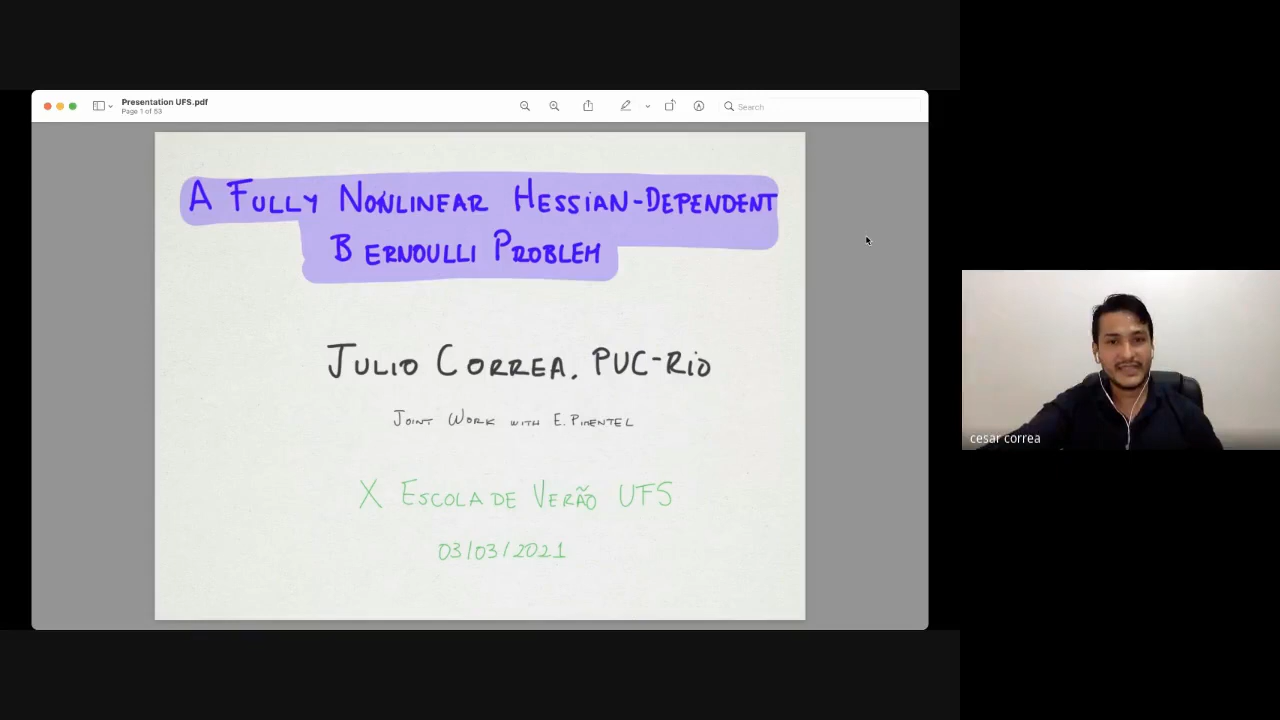 Presentation UFS.pdf
Page 1 of 53
Search
A FULLY NONLINEAR HESSIAN-DEPENDENT
BERNOULLI PROBLEM
JULIO CORREA, PUC-RIO
JOINT WORK WITH E. PIMENTEL
X ESCOLA DE VERÃO UFS
03/03/2021
cesar correa